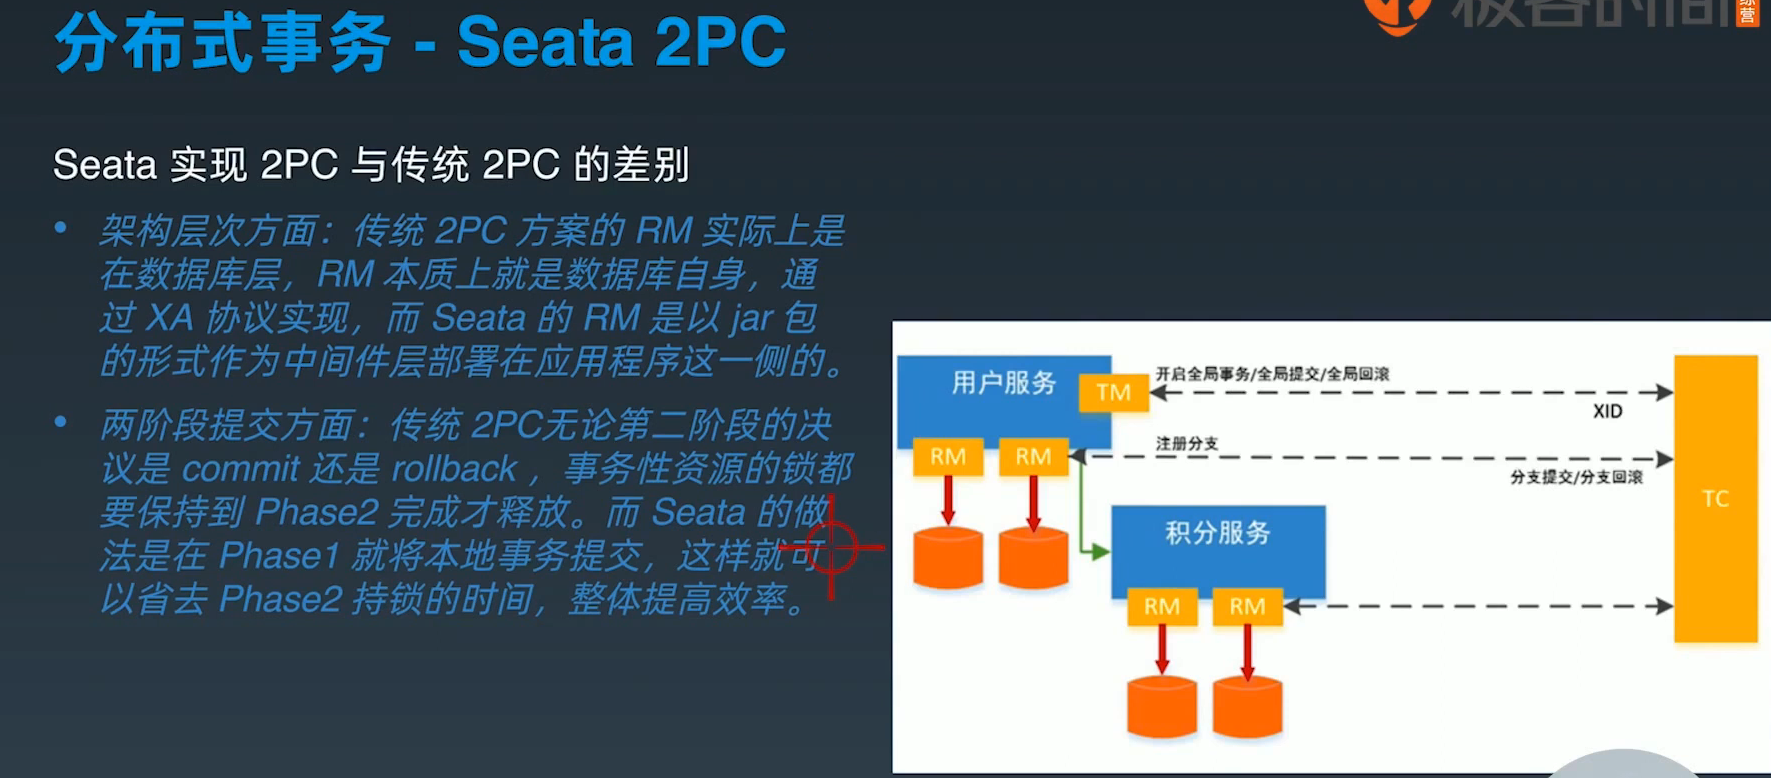 分布式事务 - Seata 2PC
极客时间
练
营
Seata 实现 2PC 与传统 2PC 的差别
• 架构层次方面：传统 2PC 方案的 RM 实际上是
在数据库层，RM 本质上就是数据库自身，通
过 XA 协议实现，而 Seata 的 RM 是以 jar 包
的形式作为中间件层部署在应用程序这一侧的。
• 两阶段提交方面：传统 2PC无论第二阶段的决
议是 commit 还是 rollback ，事务性资源的锁都
要保持到 Phase2 完成才释放。而 Seata 的做
法是在 Phase1 就将本地事务提交，这样就可
以省去 Phase2 持锁的时间，整体提高效率。
用户服务
TM
开启全局事务/全局提交/全局回滚
XID
RM
RM
注册分支
分支提交/分支回滚
TC
积分服务
RM
RM